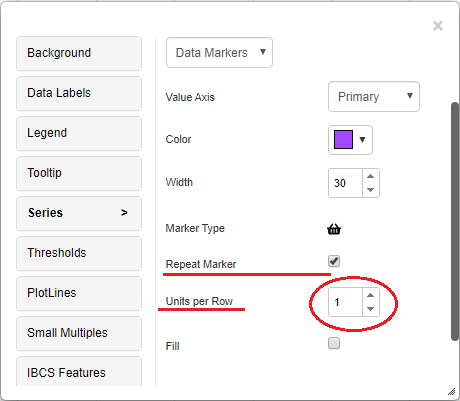 ×
Background
Data Labels
Legend
Tooltip
Series >
Thresholds
PlotLines
Small Multiples
IBCS Features
Data Markers
Value Axis Primary
Color
Width 30
Marker Type
Repeat Marker
Units per Row 1
Fill